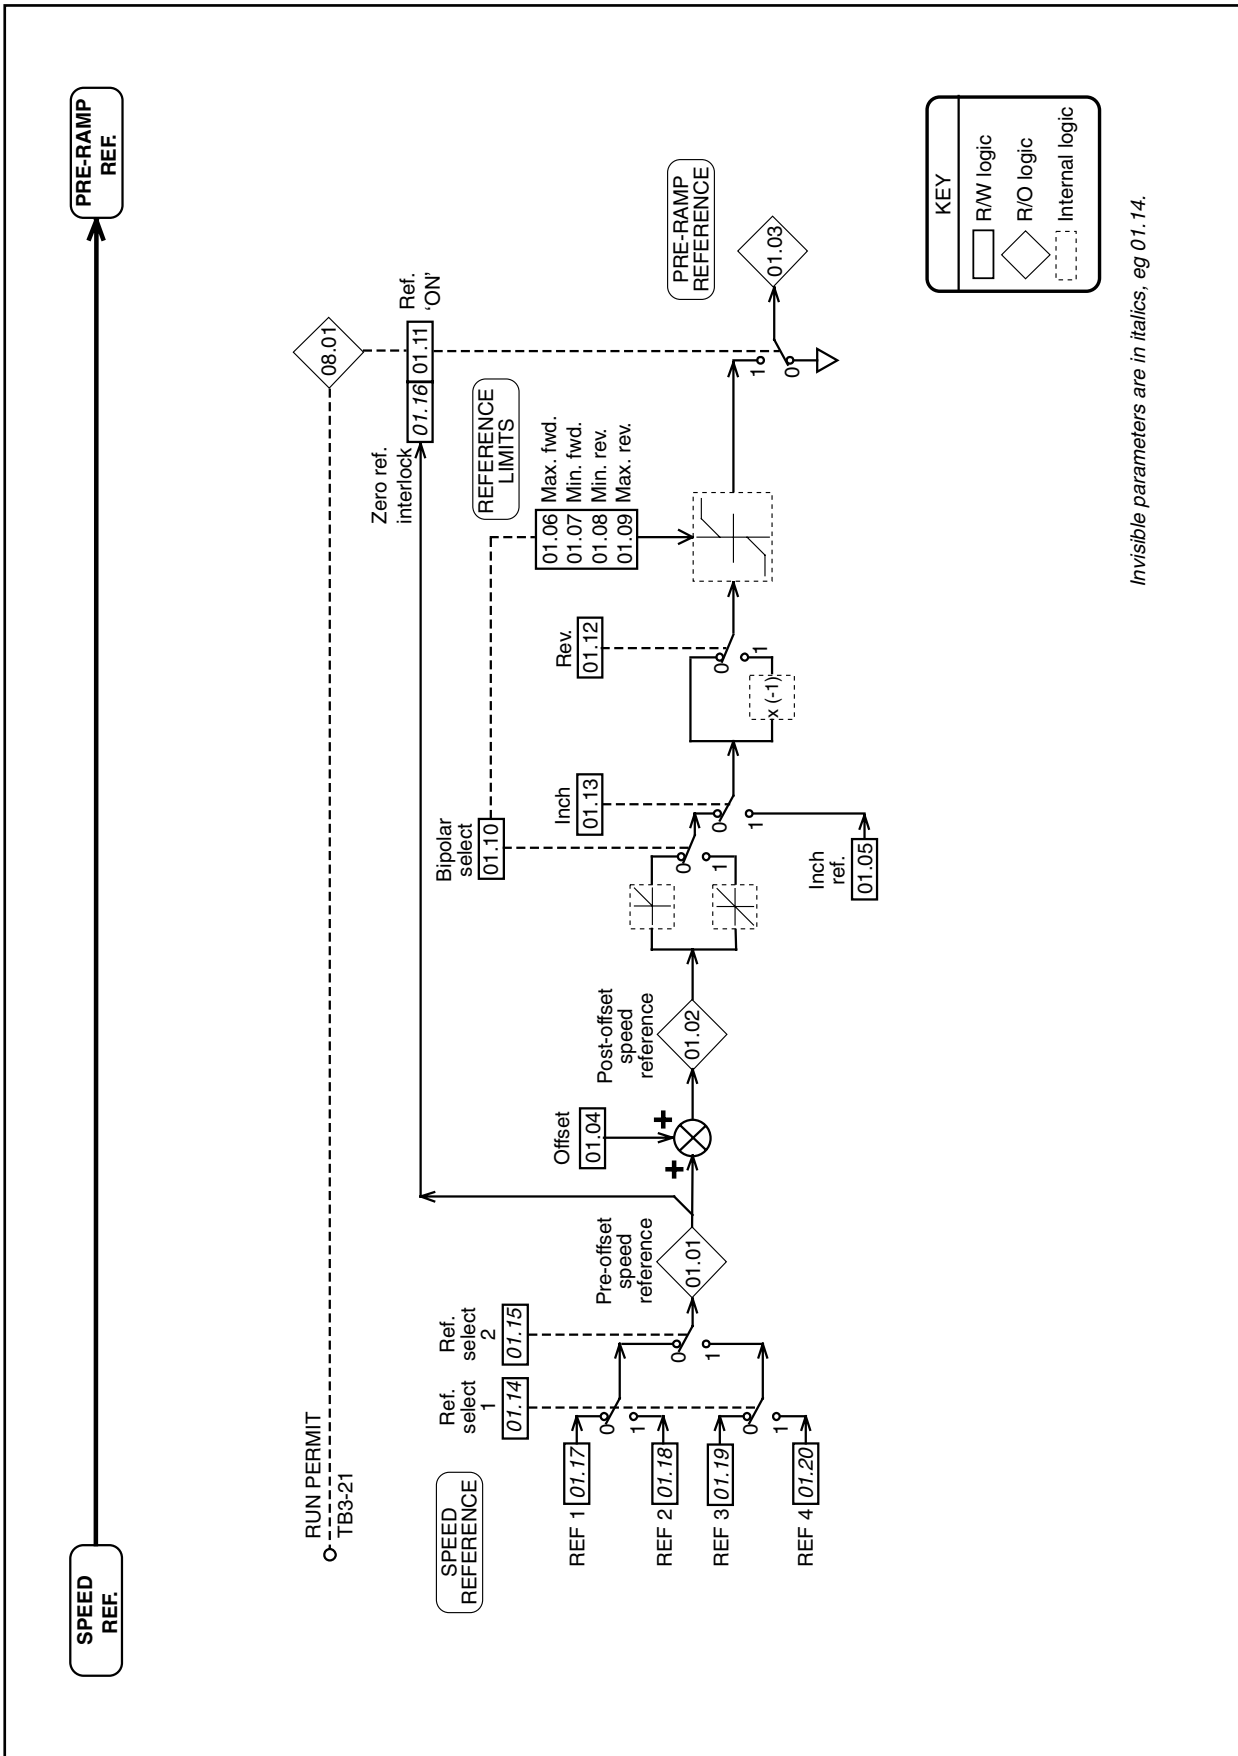 SPEED
REF.
PRE-RAMP
REF.
RUN PERMIT
TB3-21
08.01
Zero ref.
interlock
01.16
01.11
Ref.
'ON'
SPEED
REFERENCE
Ref.
select
1
01.14
Ref.
select
2
01.15
REF 1
01.17
0
1
REF 2
01.18
REF 3
01.19
0
1
REF 4
01.20
0
1
Pre-offset
speed
reference
01.01
Offset
01.04
+
+
Post-offset
speed
reference
01.02
Bipolar
select
01.10
0
1
Inch
01.13
0
1
Inch
ref.
01.05
Rev.
01.12
0
1
x (-1)
REFERENCE
LIMITS
01.06 Max. fwd.
01.07 Min. fwd.
01.08 Min. rev.
01.09 Max. rev.
1
0
PRE-RAMP
REFERENCE
01.03
KEY
R/W logic
R/O logic
Internal logic
Invisible parameters are in italics, eg 01.14.